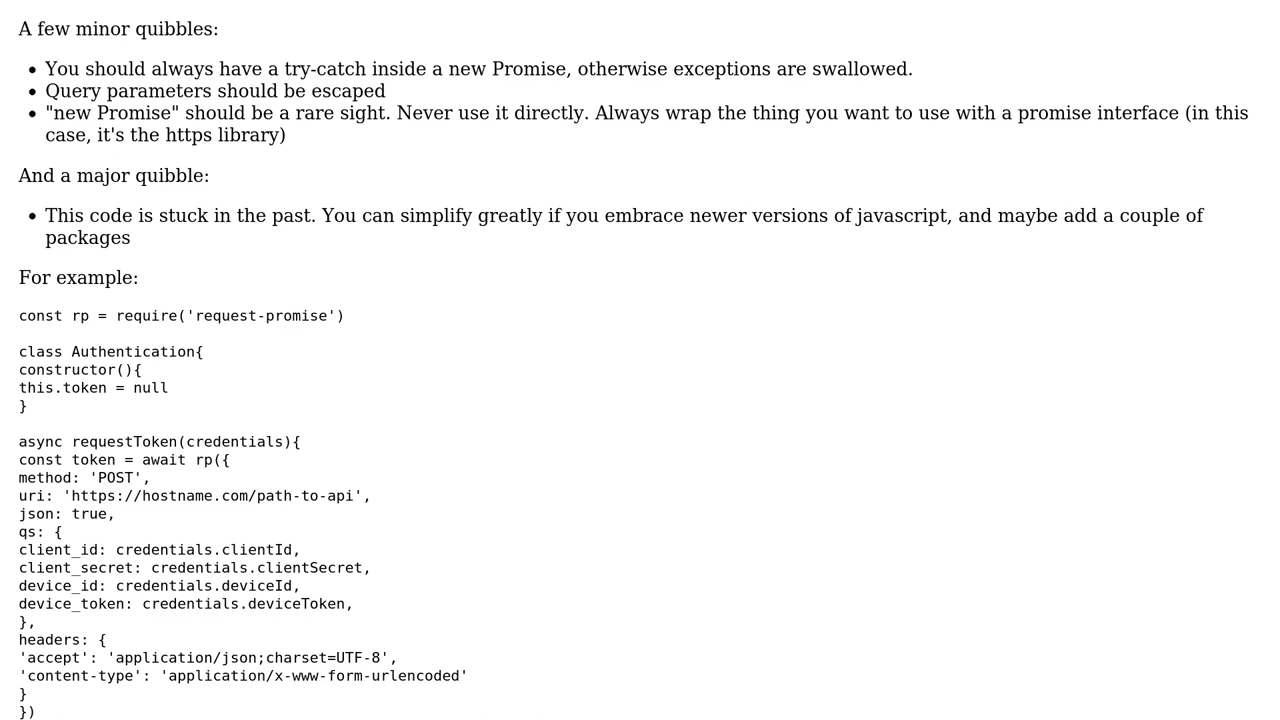 A few minor quibbles:
• You should always have a try-catch inside a new Promise, otherwise exceptions are swallowed.
• Query parameters should be escaped
• "new Promise" should be a rare sight. Never use it directly. Always wrap the thing you want to use with a promise interface (in this
case, it's the https library)
And a major quibble:
• This code is stuck in the past. You can simplify greatly if you embrace newer versions of javascript, and maybe add a couple of
packages
For example:
const rp = require('request-promise')
class Authentication{
constructor(){
this.token = null
}
async requestToken(credentials){
const token = await rp({
method: 'POST',
uri: 'https://hostname.com/path-to-api',
json: true,
qs: {
client_id: credentials.clientId,
client_secret: credentials.clientSecret,
device_id: credentials.deviceId,
device_token: credentials.deviceToken,
},
headers: {
'accept': 'application/json;charset=UTF-8',
'content-type': 'application/x-www-form-urlencoded'
}
})